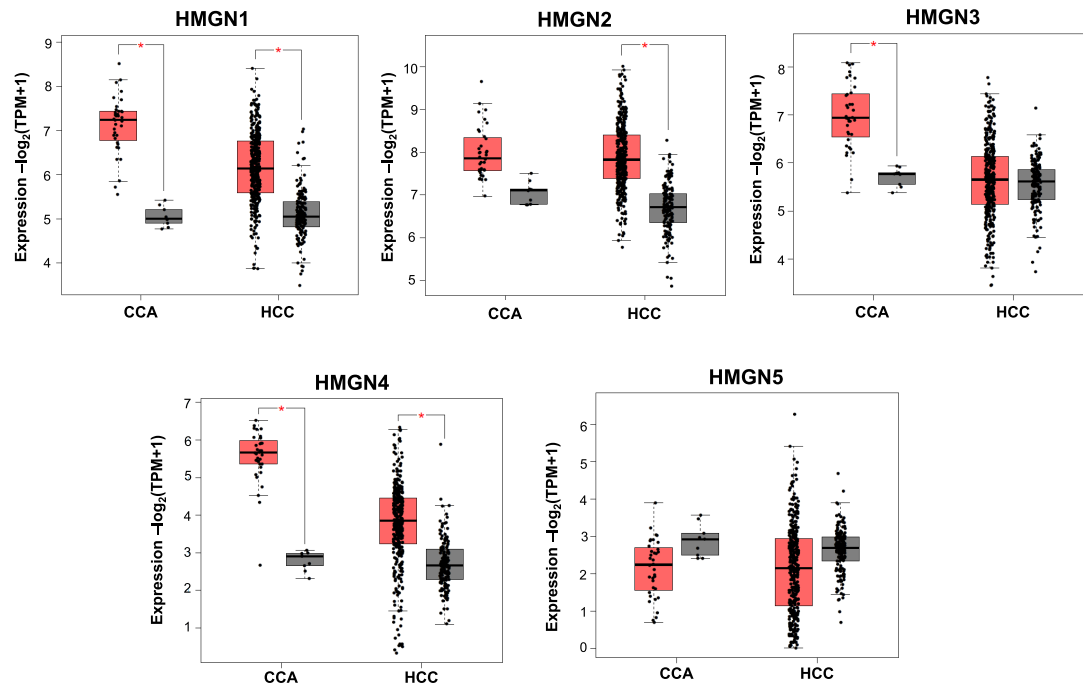 HMGN1
Expression –log2(TPM+1)
9
8
7
6
5
4
*
*
CCA
HCC
HMGN2
Expression –log2(TPM+1)
10
9
8
7
6
5
*
CCA
HCC
HMGN3
Expression –log2(TPM+1)
8
7
6
5
4
*
CCA
HCC
HMGN4
Expression –log2(TPM+1)
7
6
5
4
3
2
1
*
*
CCA
HCC
HMGN5
Expression –log2(TPM+1)
6
5
4
3
2
1
0
CCA
HCC